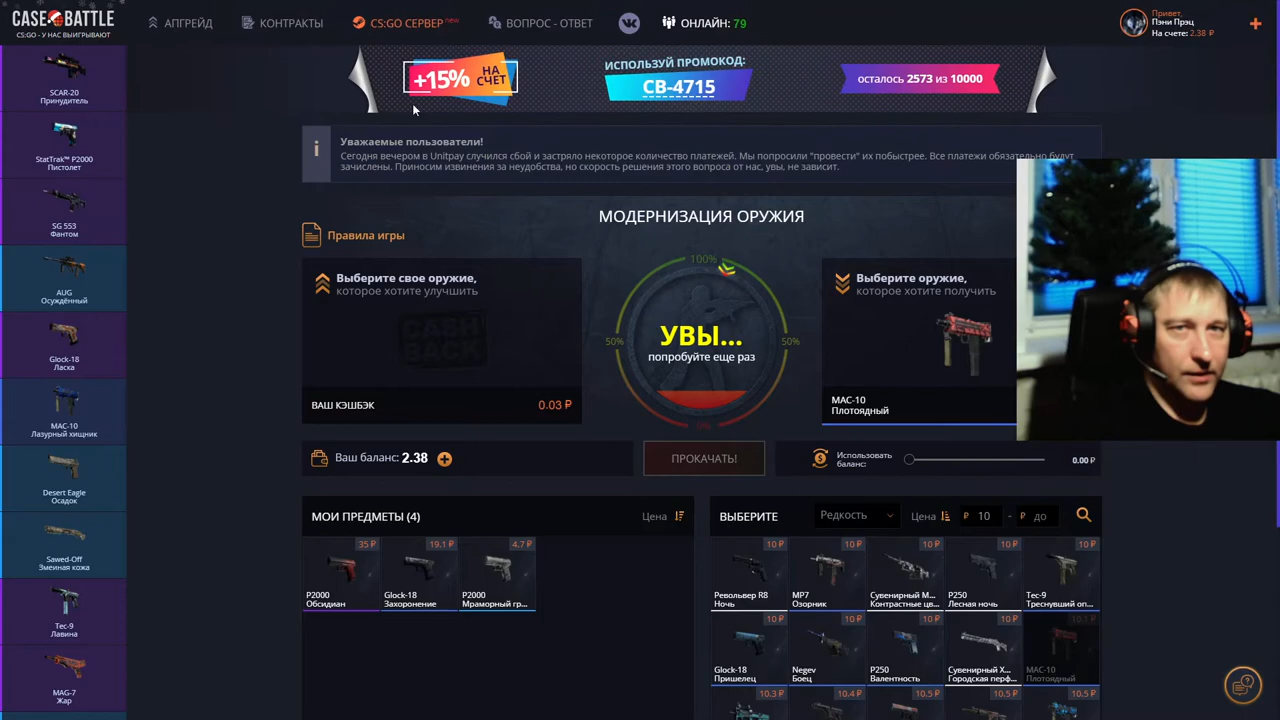 CASE BATTLE
CS:GO - У НАС ВЫИГРЫВАЮТ
АПГРЕЙД
КОНТРАКТЫ
CS:GO СЕРВЕР new
ВОПРОС - ОТВЕТ
ОНЛАЙН: 79
Привет,
Пэни Прэц
На счете: 2.38 ₽
+
SCAR-20
Принудитель
StatTrak™ P2000
Пистолет
SG 553
Фантом
AUG
Осуждённый
Glock-18
Ласка
MAC-10
Лазурный хищник
Desert Eagle
Осадок
Sawed-Off
Змеиная кожа
Tec-9
Лавина
MAG-7
Жар
+15% НА СЧЕТ
ИСПОЛЬЗУЙ ПРОМОКОД:
CB-4715
осталось 2573 из 10000
Уважаемые пользователи!
Сегодня вечером в Unitpay случился сбой и застряло некоторое количество платежей. Мы попросили "провести" их побыстрее. Все платежи обязательно будут
зачислены. Приносим извинения за неудобства, но скорость решения этого вопроса от нас, увы, не зависит.
МОДЕРНИЗАЦИЯ ОРУЖИЯ
Правила игры
Выберите свое оружие,
которое хотите улучшить
CASH
BACK
ВАШ КЭШБЭК
0.03 ₽
100%
50%
50%
УВЫ...
попробуйте еще раз
Выберите оружие,
которое хотите получить
MAC-10
Плотоядный
Ваш баланс: 2.38
ПРОКАЧАТЬ!
Использовать
баланс:
0.00 ₽
МОИ ПРЕДМЕТЫ (4)
Цена
35 ₽
P2000
Обсидиан
19.1 ₽
Glock-18
Захоронение
4.7 ₽
P2000
Мраморный гр...
ВЫБЕРИТЕ
Редкость
Цена
₽ 10 - ₽ до
10 ₽
Револьвер R8
Ночь
10 ₽
MP7
Озорник
10 ₽
Сувенирный M...
Контрастные цв...
10 ₽
P250
Лесная ночь
10 ₽
Tec-9
Треснувший оп...
10 ₽
Glock-18
Пришелец
10 ₽
Negev
Боец
10 ₽
P250
Валентность
10 ₽
Сувенирный X...
Городская перф...
10.1 ₽
MAC-10
Плотоядный
10.3 ₽
10.4 ₽
10.5 ₽
10.5 ₽
10.5 ₽